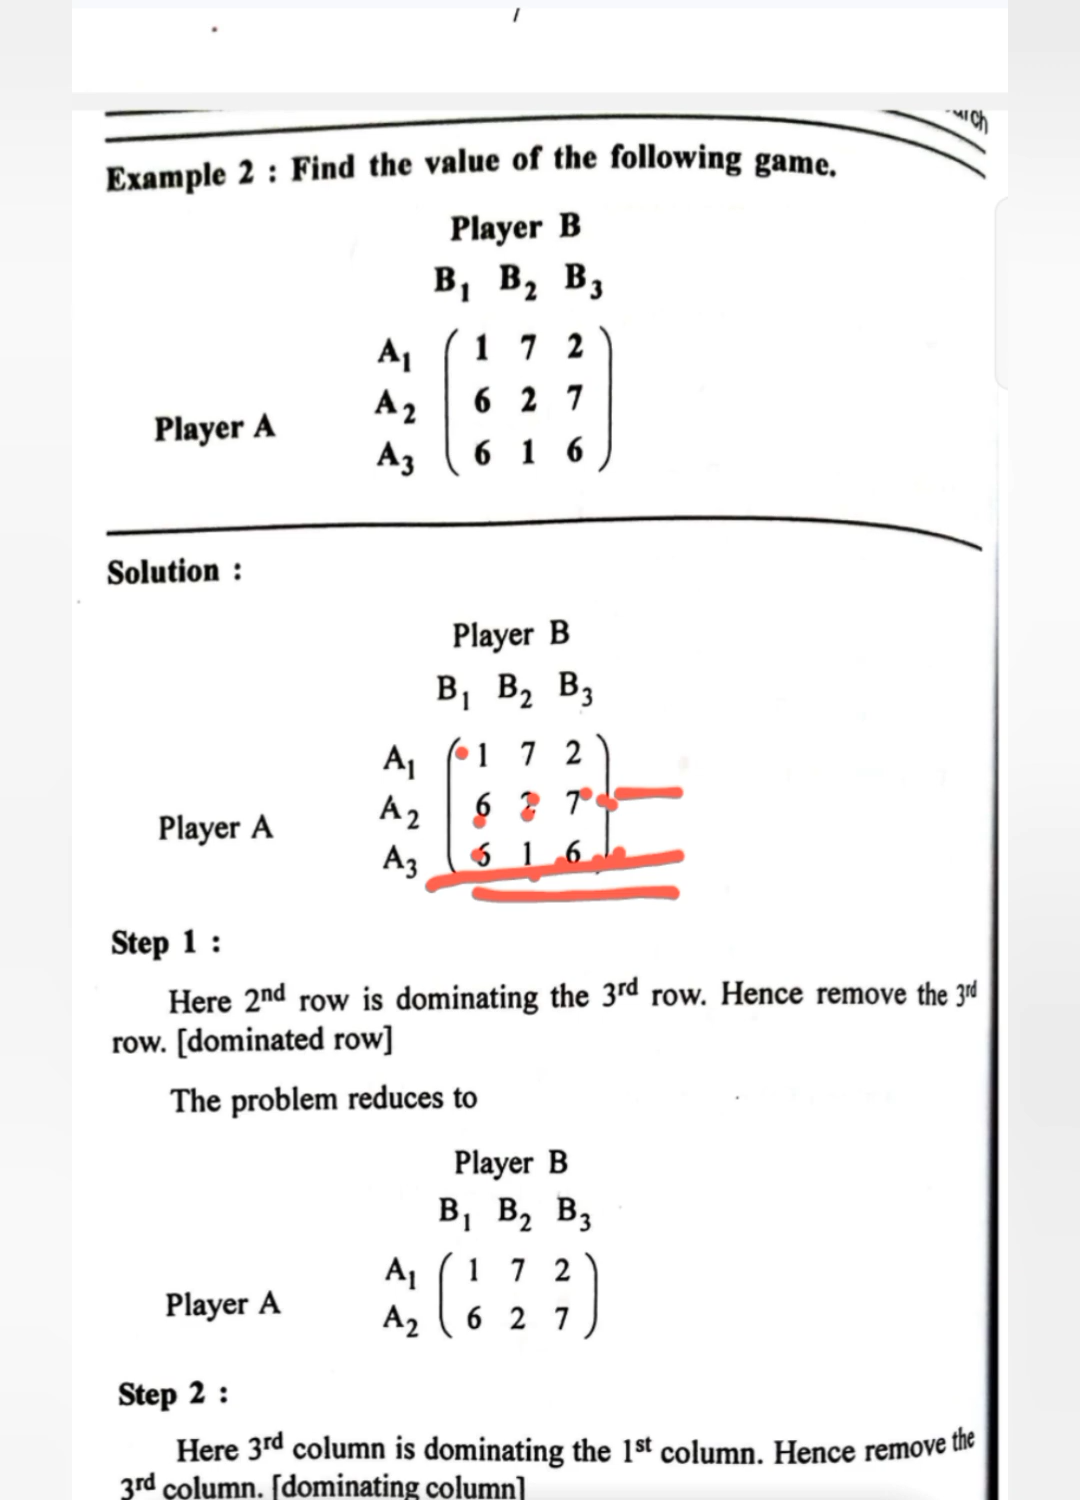 Example 2 : Find the value of the following game.
Player B
B₁ B₂ B₃
A₁ 1 7 2
A₂ 6 2 7
Player A
A₃ 6 1 6
Solution :
Player B
B₁ B₂ B₃
A₁ 1 7 2
A₂ 6 2 7
Player A
A₃ 6 1 6
Step 1 :
Here 2nd row is dominating the 3rd row. Hence remove the 3rd
row. [dominated row]
The problem reduces to
Player B
B₁ B₂ B₃
A₁ 1 7 2
Player A
A₂ 6 2 7
Step 2 :
Here 3rd column is dominating the 1st column. Hence remove the
3rd column. [dominating column]